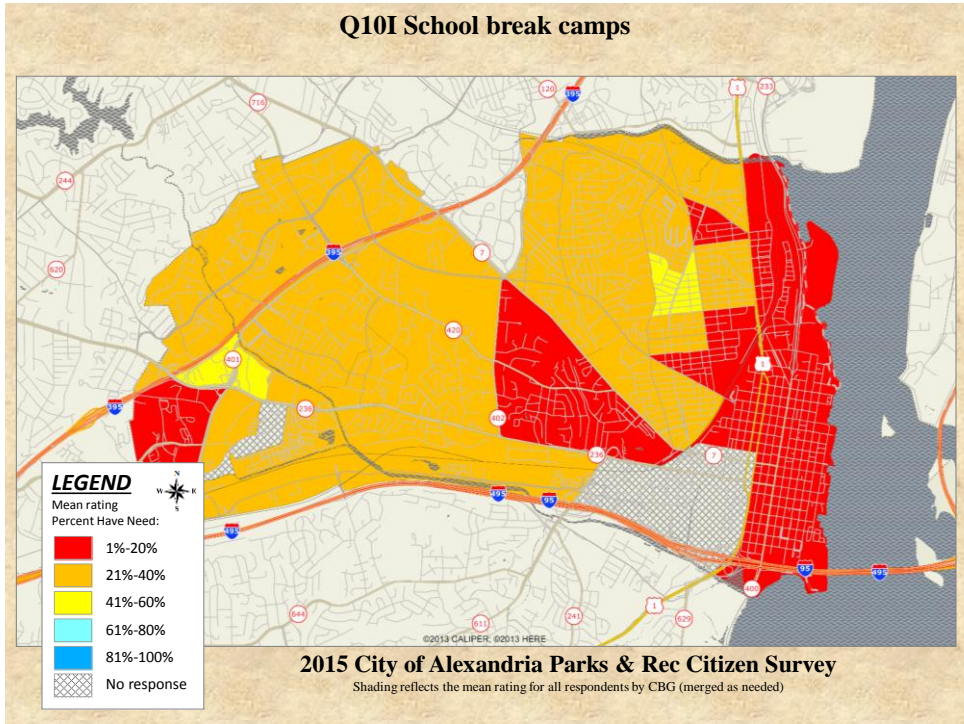 Q10I School break camps
120
395
1
233
716
244
395
7
620
420
1
401
395
236
402
236
7
495
95
495
95
495
400
644
611
241
1
629
©2013 CALIPER, ©2013 HERE
LEGEND
N
W
E
S
Mean rating
Percent Have Need:
1%-20%
21%-40%
41%-60%
61%-80%
81%-100%
No response
2015 City of Alexandria Parks & Rec Citizen Survey
Shading reflects the mean rating for all respondents by CBG (merged as needed)